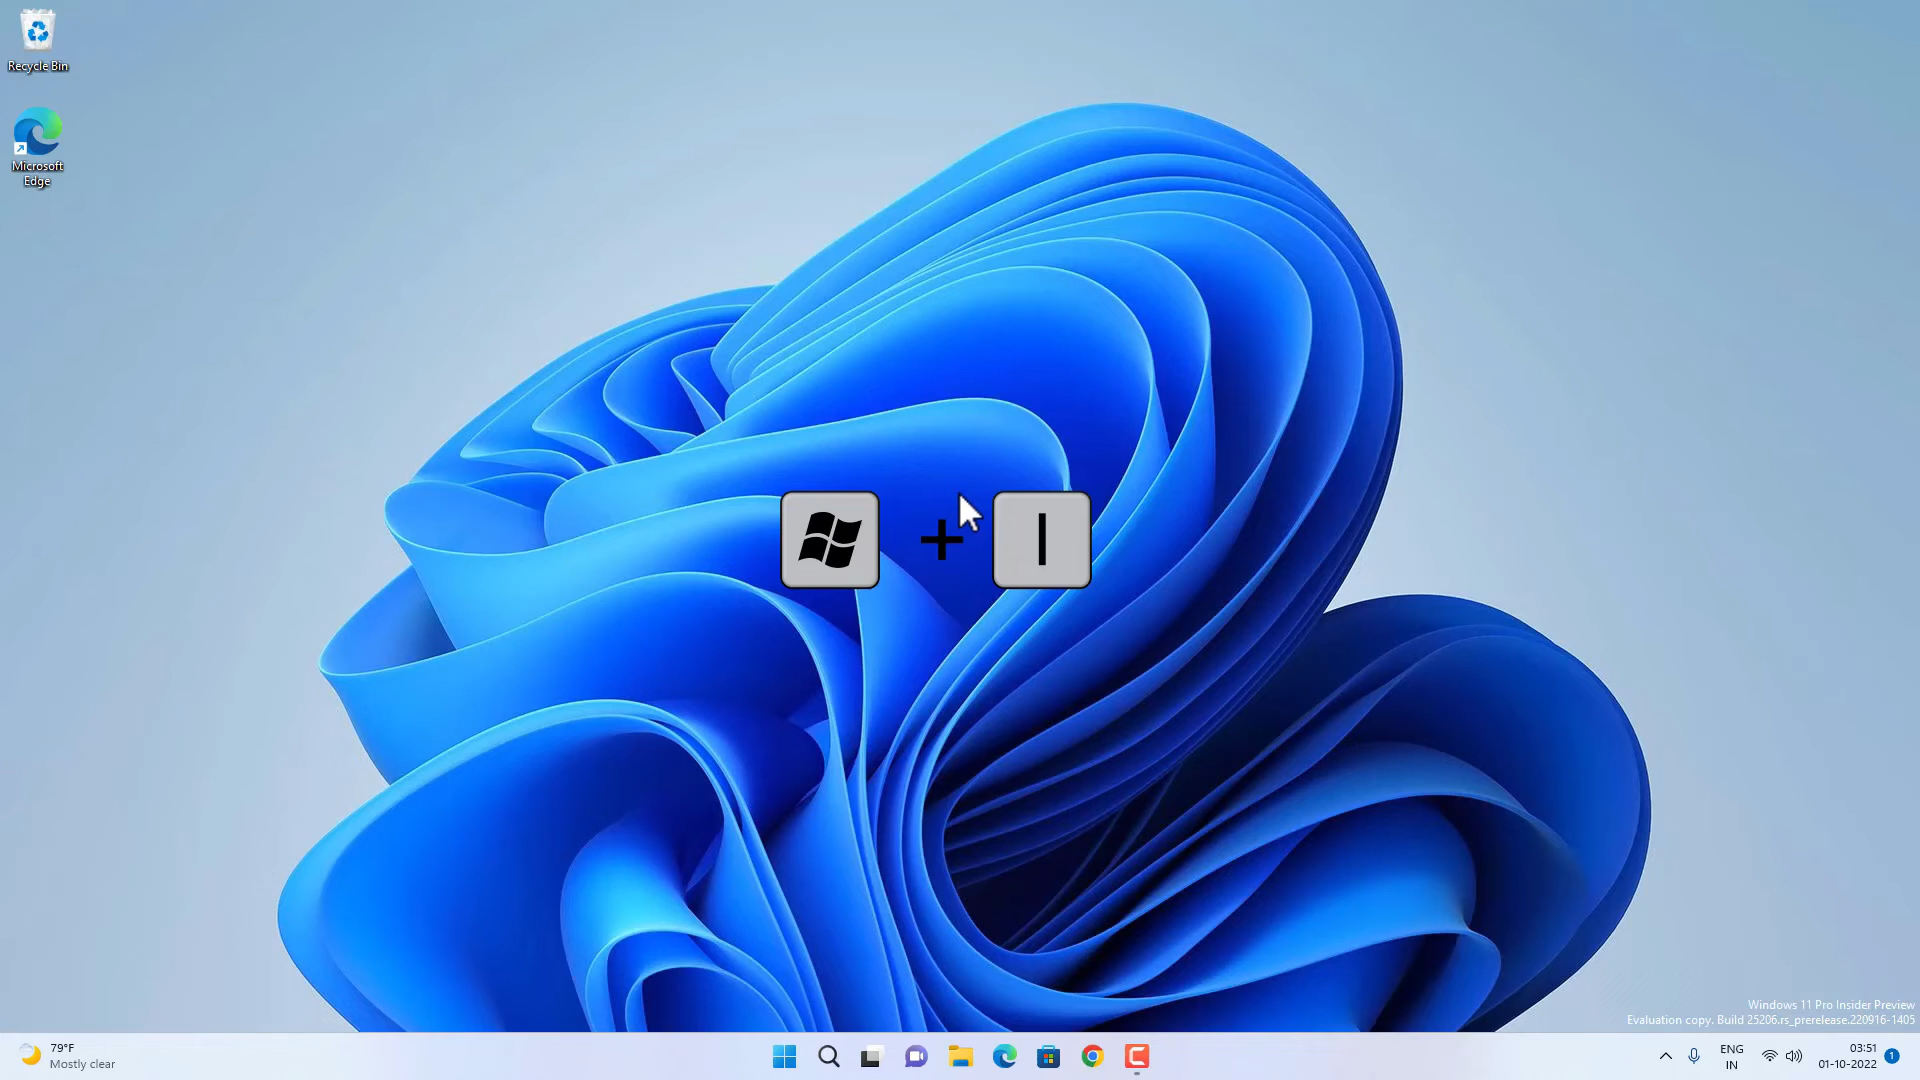 Recycle Bin
Microsoft
Edge
+ I
Windows 11 Pro Insider Preview
Evaluation copy. Build 25206.rs_prerelease.220916-1405
79°F
Mostly clear
ENG
IN
03:51
01-10-2022
1